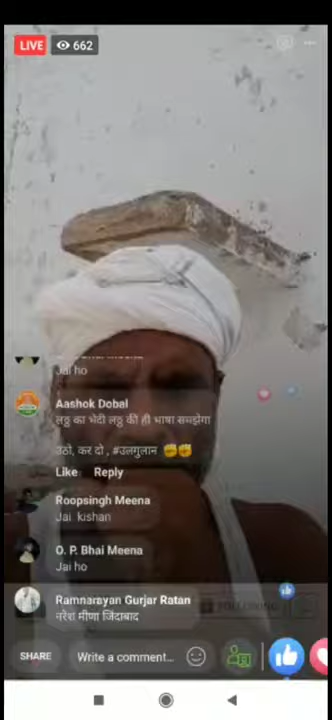 LIVE 662
Jai ho
Aashok Dobal
लठ्ठ का भेदी लठ्ठ की ही भाषा समझेगा
उठो, कर दो , #उलगुलान ✊✊
Like Reply
Roopsingh Meena
Jai kishan
O. P. Bhai Meena
Jai ho
FOLLOWING
Ramnarayan Gurjar Ratan
नरेश मीणा जिंदाबाद
SHARE Write a comment...